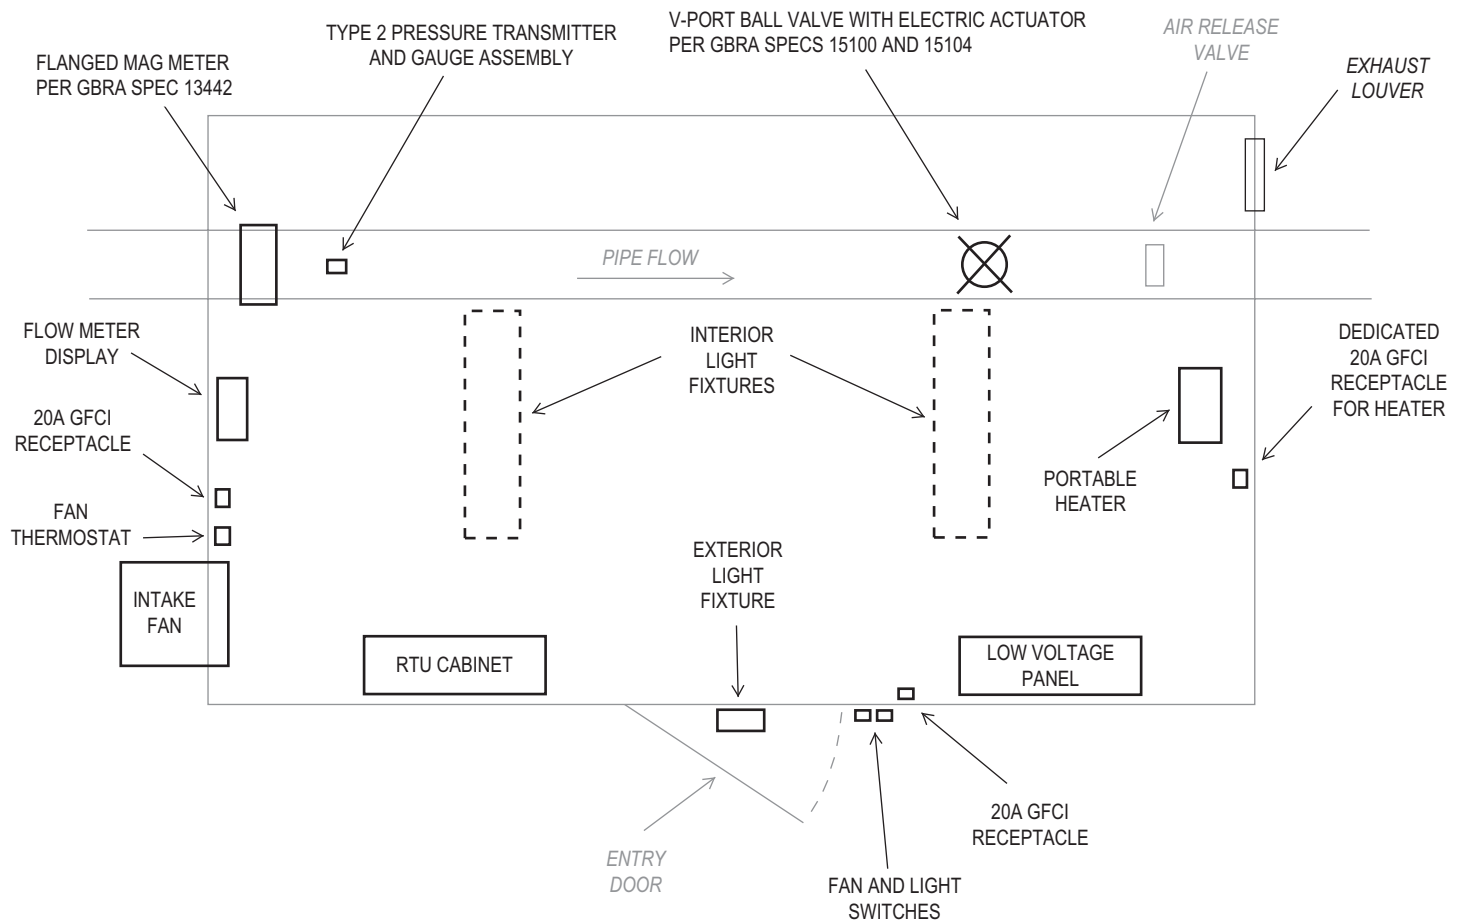 TYPE 2 PRESSURE TRANSMITTER
AND GAUGE ASSEMBLY
V-PORT BALL VALVE WITH ELECTRIC ACTUATOR
PER GBRA SPECS 15100 AND 15104
AIR RELEASE
VALVE
FLANGED MAG METER
PER GBRA SPEC 13442
EXHAUST
LOUVER
PIPE FLOW
FLOW METER
DISPLAY
INTERIOR
LIGHT
FIXTURES
DEDICATED
20A GFCI
RECEPTACLE
FOR HEATER
20A GFCI
RECEPTACLE
PORTABLE
HEATER
FAN
THERMOSTAT
EXTERIOR
LIGHT
FIXTURE
INTAKE
FAN
RTU CABINET
LOW VOLTAGE
PANEL
20A GFCI
RECEPTACLE
ENTRY
DOOR
FAN AND LIGHT
SWITCHES